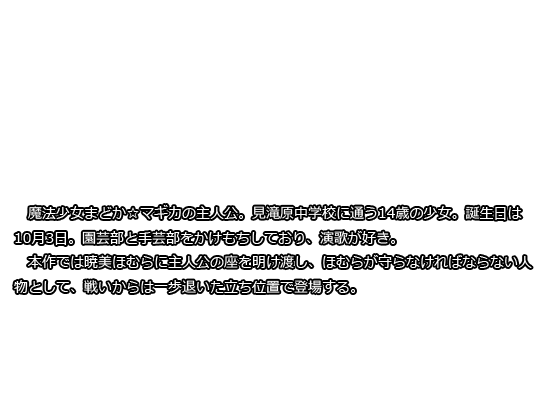 魔法少女まどか☆マギカの主人公。見滝原中学校に通う14歳の少女。誕生日は
10月3日。園芸部と手芸部をかけもちしており、演歌が好き。
　本作では暁美ほむらに主人公の座を明け渡し、ほむらが守らなければならない人
物として、戦いからは一歩退いた立ち位置で登場する。